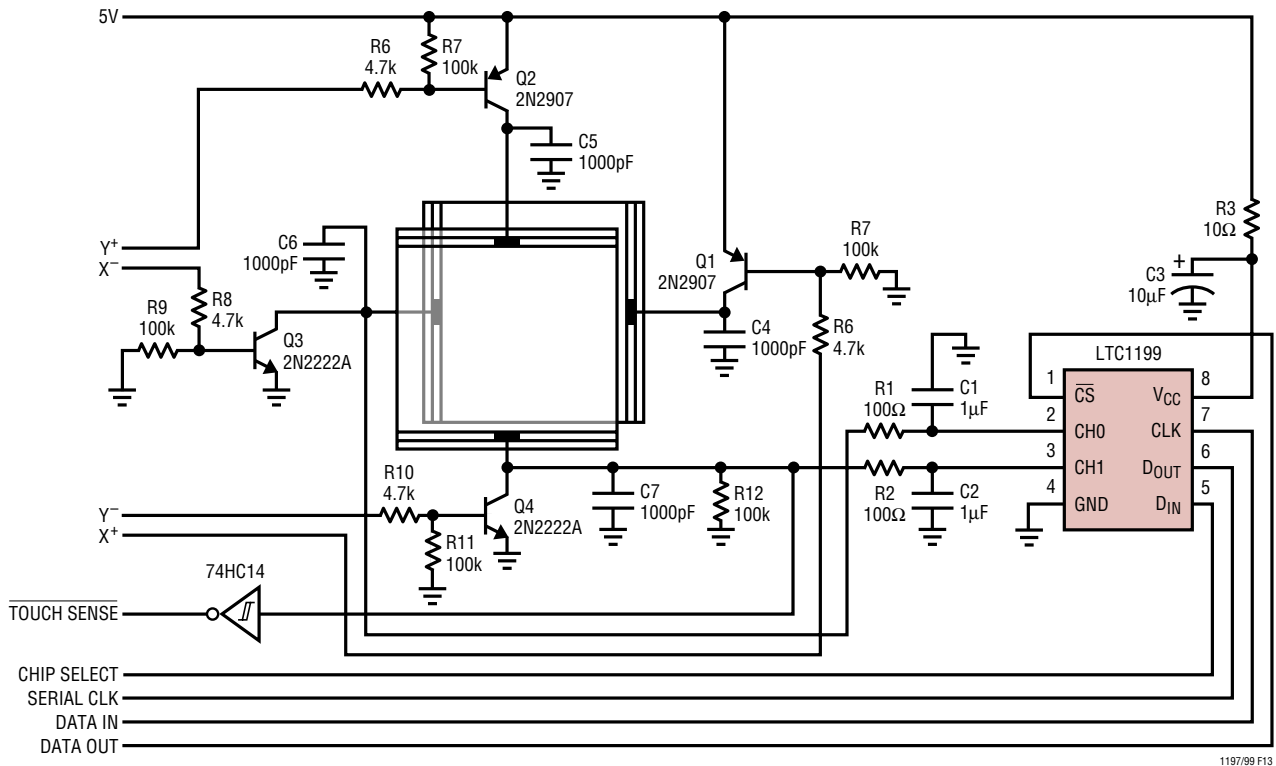 5V
R6
4.7k
R7
100k
Q2
2N2907
C5
1000pF
Y+
X−
C6
1000pF
R9
100k
R8
4.7k
Q3
2N2222A
Q1
2N2907
R7
100k
C4
1000pF
R6
4.7k
R3
10Ω
+
C3
10µF
LTC1199
R1
100Ω
C1
1µF
1
CS
VCC
8
2
CH0
CLK
7
3
CH1
DOUT
6
4
GND
DIN
5
R2
100Ω
C2
1µF
R10
4.7k
Q4
2N2222A
C7
1000pF
R12
100k
Y−
X+
R11
100k
74HC14
TOUCH SENSE
CHIP SELECT
SERIAL CLK
DATA IN
DATA OUT
1197/99 F13